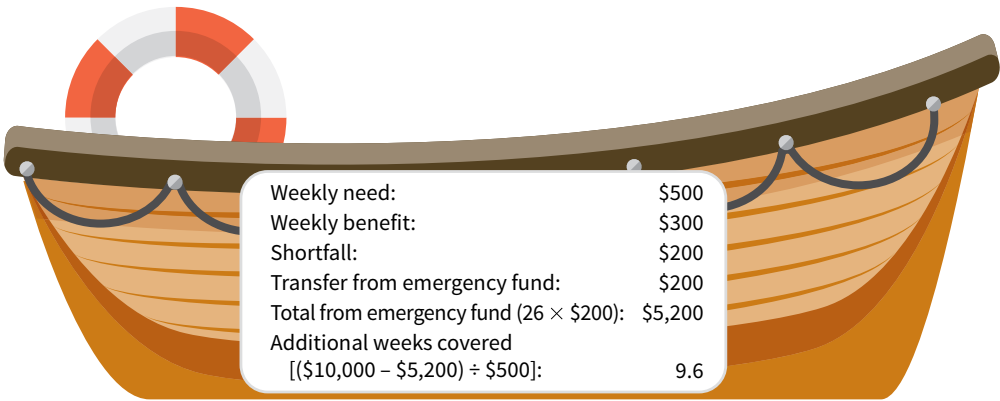 Weekly need: $500
Weekly benefit: $300
Shortfall: $200
Transfer from emergency fund: $200
Total from emergency fund (26 × $200): $5,200
Additional weeks covered
[($10,000 – $5,200) ÷ $500]: 9.6